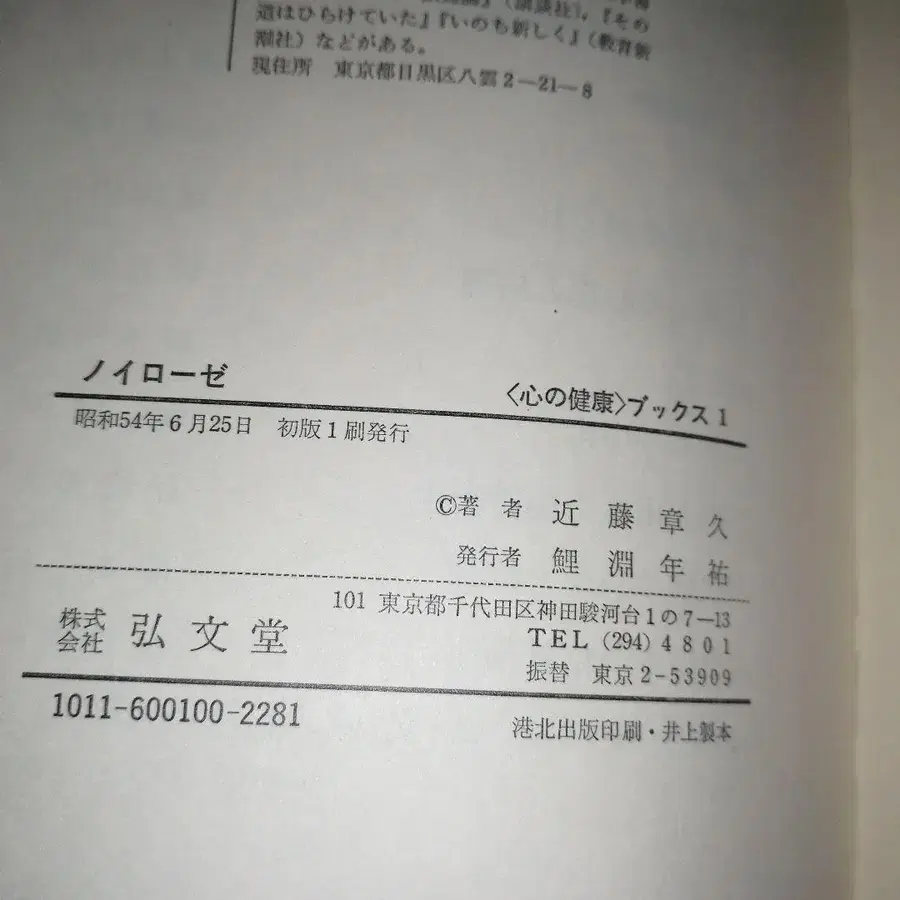 （講談社），『その
道はひらけていた』『いのち新しく』（教育新
潮社）などがある。
現住所　東京都目黒区八雲2—21—8
ノイローゼ　〈心の健康〉ブックス1
昭和54年6月25日　初版1刷発行
©著　者　近　藤　章　久
発行者　鯉　淵　年　祐
101 東京都千代田区神田駿河台1の7—13
株式会社　弘　文　堂
TEL (294) 4801
振替　東京2-53909
1011-600100-2281
港北出版印刷・井上製本